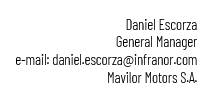 Daniel Escorza
General Manager
e-mail: daniel.escorza@infranor.com
Mavilor Motors S.A.